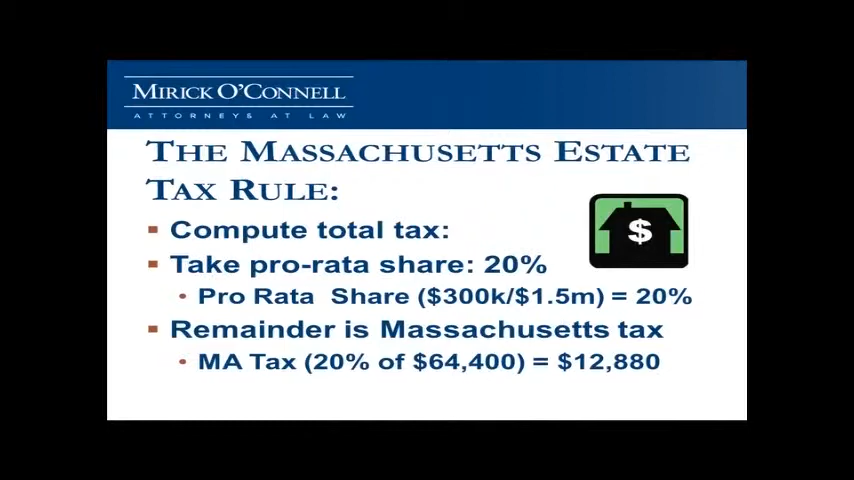 MIRICK O'CONNELL
ATTORNEYS AT LAW
THE MASSACHUSETTS ESTATE
TAX RULE:
▪ Compute total tax:
▪ Take pro-rata share: 20%
• Pro Rata Share ($300k/$1.5m) = 20%
▪ Remainder is Massachusetts tax
• MA Tax (20% of $64,400) = $12,880
$